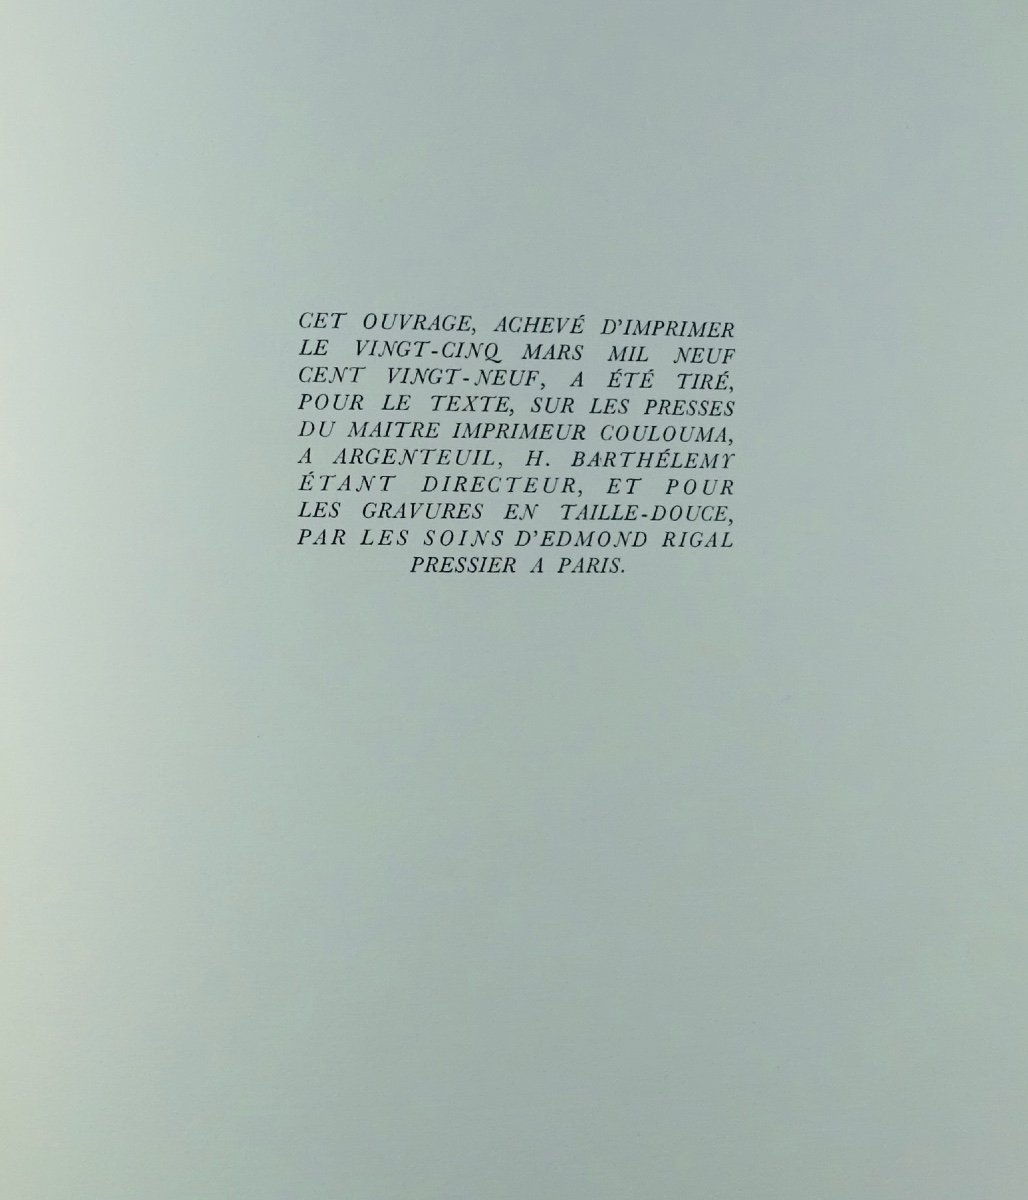 CET OUVRAGE, ACHEVÉ D'IMPRIMER
LE VINGT-CINQ MARS MIL NEUF
CENT VINGT-NEUF, A ÉTÉ TIRÉ,
POUR LE TEXTE, SUR LES PRESSES
DU MAITRE IMPRIMEUR COULOUMA,
A ARGENTEUIL, H. BARTHÉLEMY
ÉTANT DIRECTEUR, ET POUR
LES GRAVURES EN TAILLE-DOUCE,
PAR LES SOINS D'EDMOND RIGAL
PRESSIER A PARIS.